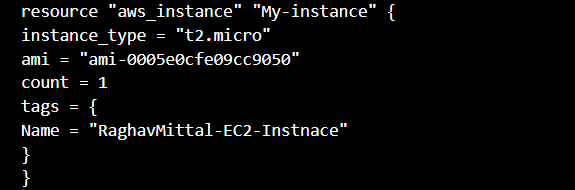 resource "aws_instance" "My-instance" {
instance_type = "t2.micro"
ami = "ami-0005e0cfe09cc9050"
count = 1
tags = {
Name = "RaghavMittal-EC2-Instnace"
}
}